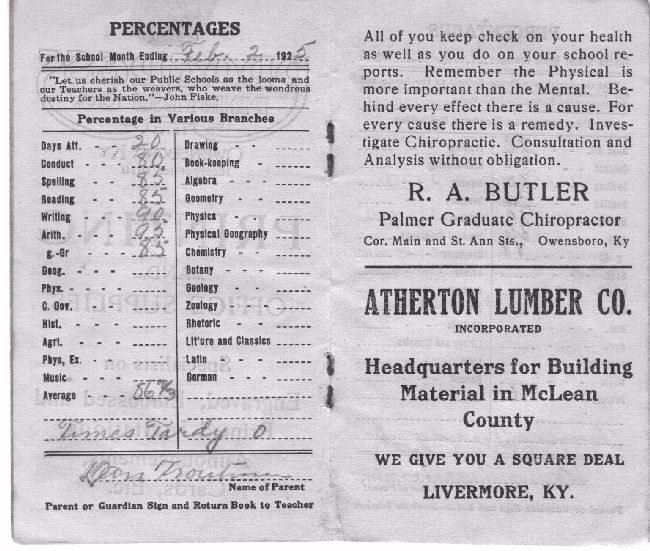 PERCENTAGES
For the School Month Ending Feb. 2 1925
"Let us cherish our Public Schools as the looms and
our Teachers as the weavers, who weave the wondrous
destiny for the Nation."—John Fiske.
Percentage in Various Branches
Days Att. - 20
Conduct - - 80
Spelling - - 85
Reading - - 85
Writing - - 90
Arith. - - 95
g.-Gr - - 85
Geog. - - -
Phys. - - -
C. Gov. - -
Hist. - - -
Agri. - - -
Phys, Ex. - -
Music - - -
Average - -
Drawing - -
Book-keeping -
Algebra - - -
Geometry - -
Physics - -
Physical Geography
Chemistry - -
Botany - - -
Geology - -
Zoology - - -
Rhetoric - -
Lit'ure and Classics
Latin - - -
German - -
Times Tardy 0
Name of Parent
Parent or Guardian Sign and Return Book to Teacher
All of you keep check on your health
as well as you do on your school re-
ports. Remember the Physical is
more important than the Mental. Be-
hind every effect there is a cause. For
every cause there is a remedy. Inves-
tigate Chiropractic. Consultation and
Analysis without obligation.
R. A. BUTLER
Palmer Graduate Chiropractor
Cor. Main and St. Ann Sts., Owensboro, Ky
ATHERTON LUMBER CO.
INCORPORATED
Headquarters for Building
Material in McLean
County
WE GIVE YOU A SQUARE DEAL
LIVERMORE, KY.